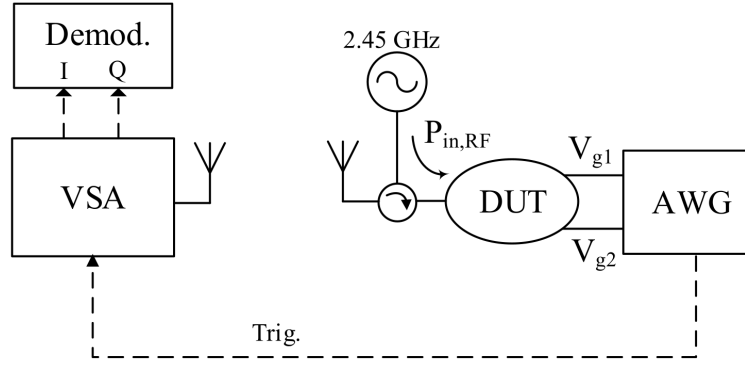 Demod.
I Q
VSA
2.45 GHz
P_in,RF
DUT
V_g1
V_g2
AWG
Trig.